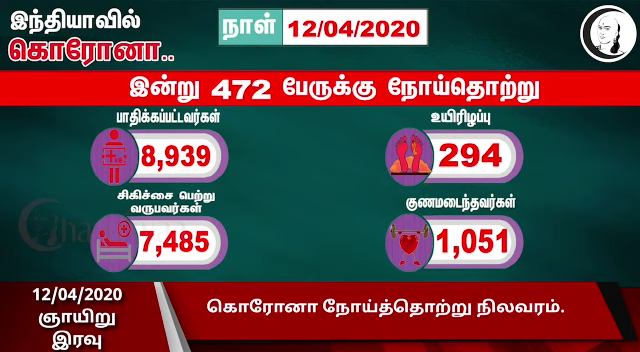 இந்தியாவில்
கொரோனா..
நாள் 12/04/2020
இன்று 472 பேருக்கு நோய்தொற்று
பாதிக்கப்பட்டவர்கள்
8,939
உயிரிழப்பு
294
சிகிச்சை பெற்று
வருபவர்கள்
7,485
குணமடைந்தவர்கள்
1,051
12/04/2020
ஞாயிறு
இரவு
கொரோனா நோய்த்தொற்று நிலவரம்.